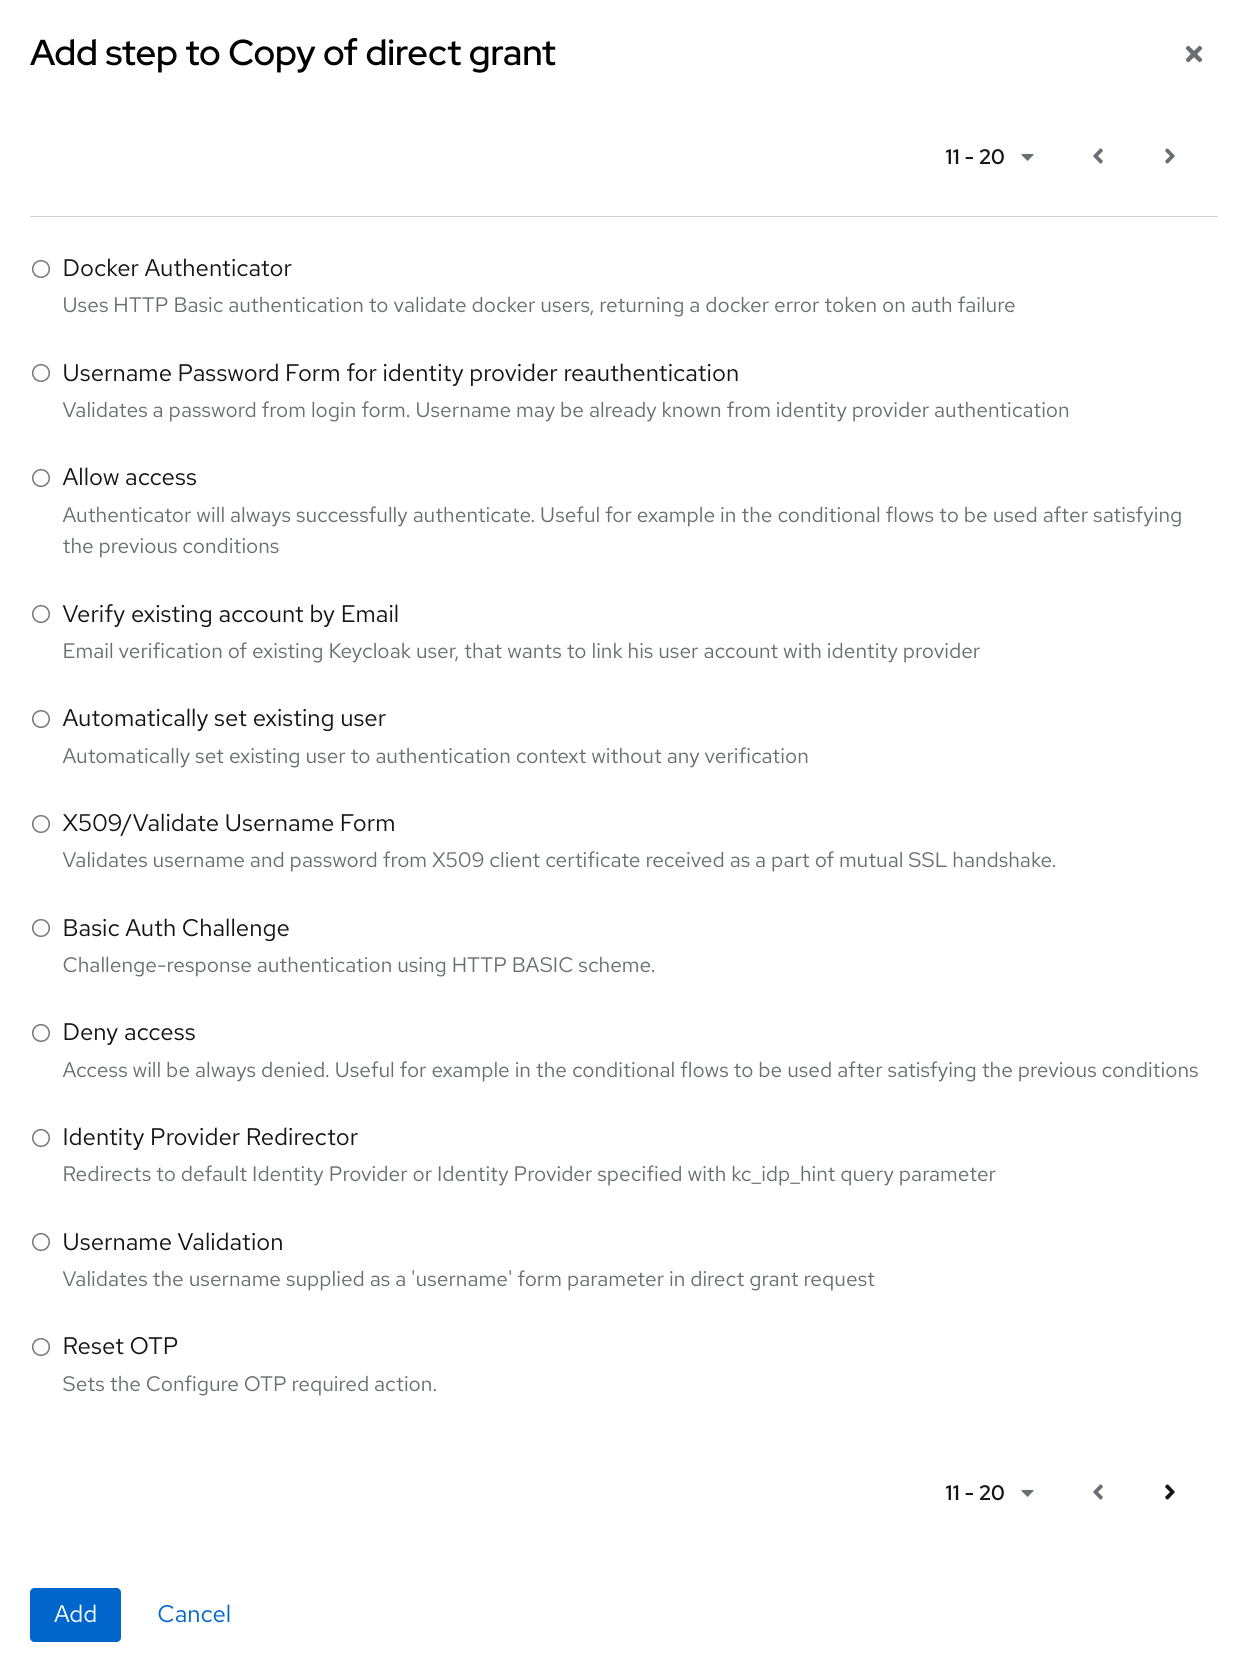 Add step to Copy of direct grant
11 - 20
Docker Authenticator
Uses HTTP Basic authentication to validate docker users, returning a docker error token on auth failure
Username Password Form for identity provider reauthentication
Validates a password from login form. Username may be already known from identity provider authentication
Allow access
Authenticator will always successfully authenticate. Useful for example in the conditional flows to be used after satisfying
the previous conditions
Verify existing account by Email
Email verification of existing Keycloak user, that wants to link his user account with identity provider
Automatically set existing user
Automatically set existing user to authentication context without any verification
X509/Validate Username Form
Validates username and password from X509 client certificate received as a part of mutual SSL handshake.
Basic Auth Challenge
Challenge-response authentication using HTTP BASIC scheme.
Deny access
Access will be always denied. Useful for example in the conditional flows to be used after satisfying the previous conditions
Identity Provider Redirector
Redirects to default Identity Provider or Identity Provider specified with kc_idp_hint query parameter
Username Validation
Validates the username supplied as a 'username' form parameter in direct grant request
Reset OTP
Sets the Configure OTP required action.
11 - 20
Add Cancel